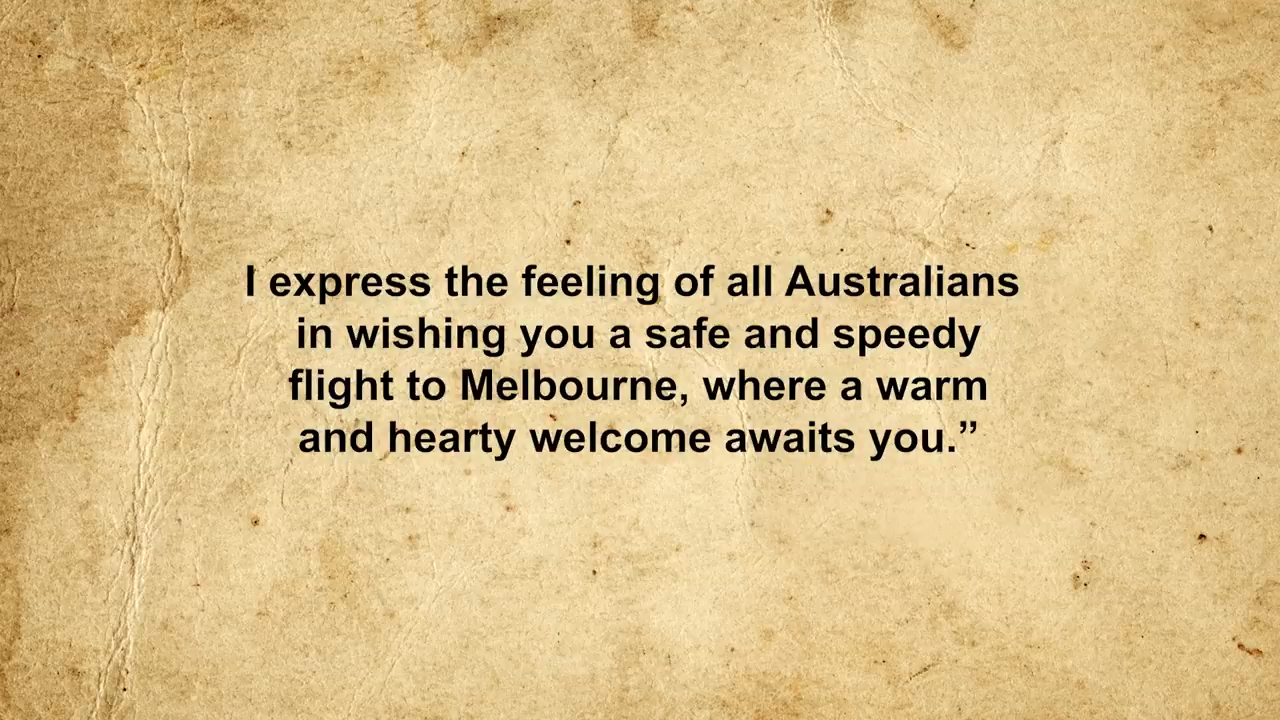 I express the feeling of all Australians
in wishing you a safe and speedy
flight to Melbourne, where a warm
and hearty welcome awaits you.”